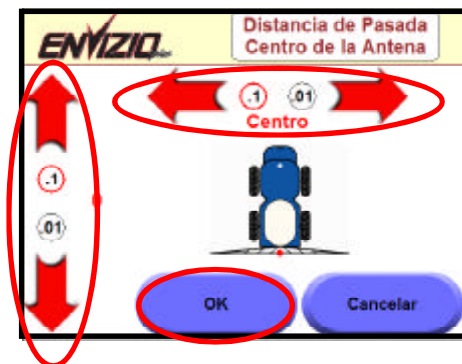 ENVIZIO
Distancia de Pasada
Centro de la Antena
.1 .01
Centro
.1
.01
OK Cancelar